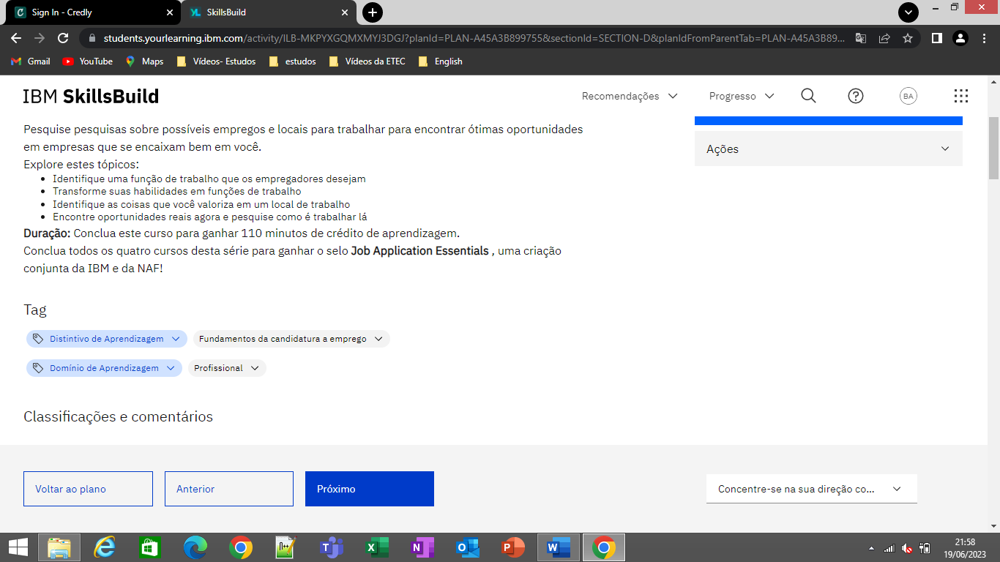 Sign In - Credly
SkillsBuild
students.yourlearning.ibm.com/activity/ILB-MKPYXGQMXMYJ3DGJ?planId=PLAN-A45A3B899755&sectionId=SECTION-D&planIdFromParentTab=PLAN-A45A3B89...
Gmail
YouTube
Maps
Vídeos- Estudos
estudos
Vídeos da ETEC
English
IBM SkillsBuild
Recomendações
Progresso
BA
Pesquise pesquisas sobre possíveis empregos e locais para trabalhar para encontrar ótimas oportunidades
em empresas que se encaixam bem em você.
Explore estes tópicos:
Identifique uma função de trabalho que os empregadores desejam
Transforme suas habilidades em funções de trabalho
Identifique as coisas que você valoriza em um local de trabalho
Encontre oportunidades reais agora e pesquise como é trabalhar lá
Duração: Conclua este curso para ganhar 110 minutos de crédito de aprendizagem.
Conclua todos os quatro cursos desta série para ganhar o selo Job Application Essentials , uma criação
conjunta da IBM e da NAF!
Ações
Tag
Distintivo de Aprendizagem
Fundamentos da candidatura a emprego
Domínio de Aprendizagem
Profissional
Classificações e comentários
Voltar ao plano
Anterior
Próximo
Concentre-se na sua direção co...
21:58
19/06/2023